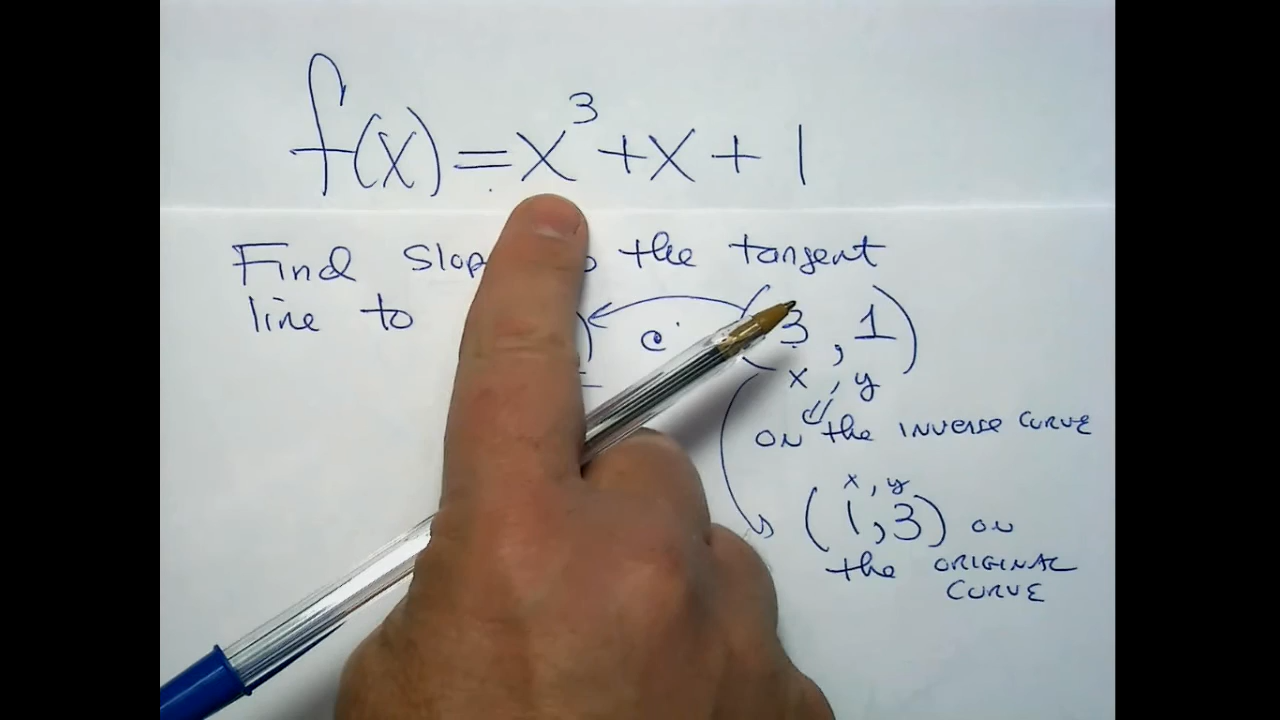 f(x) = x³ + x + 1
Find the tangent
line to (3, 1)
x, y
on the inverse curve
x, y
(1, 3) on
the original
curve